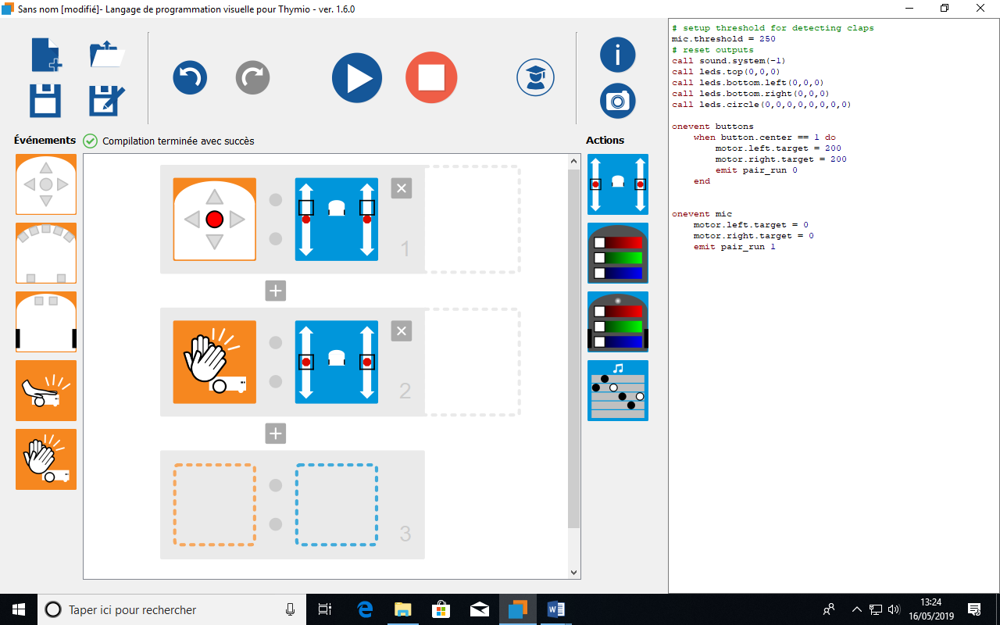 Sans nom [modifié]- Langage de programmation visuelle pour Thymio - ver. 1.6.0
Événements
Compilation terminée avec succès
Actions
1
2
3
# setup threshold for detecting claps
mic.threshold = 250
# reset outputs
call sound.system(-1)
call leds.top(0,0,0)
call leds.bottom.left(0,0,0)
call leds.bottom.right(0,0,0)
call leds.circle(0,0,0,0,0,0,0,0)
onevent buttons
when button.center == 1 do
motor.left.target = 200
motor.right.target = 200
emit pair_run 0
end
onevent mic
motor.left.target = 0
motor.right.target = 0
emit pair_run 1
Taper ici pour rechercher
13:24
16/05/2019